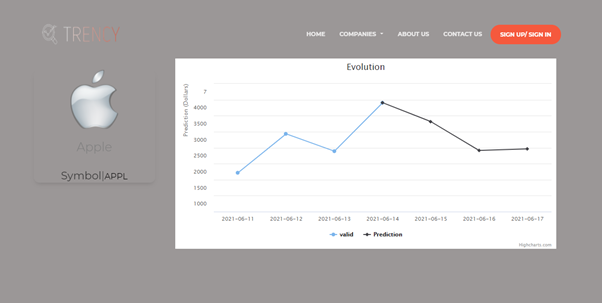 TRENDY
HOME COMPANIES ABOUT US CONTACT US SIGN UP/ SIGN IN
Evolution
Prediction (Dollars)
4000
3500
3000
2500
2000
1500
1000
2021-06-11 2021-06-12 2021-06-13 2021-06-14 2021-06-15 2021-06-16 2021-06-17
valid Prediction
Highcharts.com
Apple
Symbol|APPL